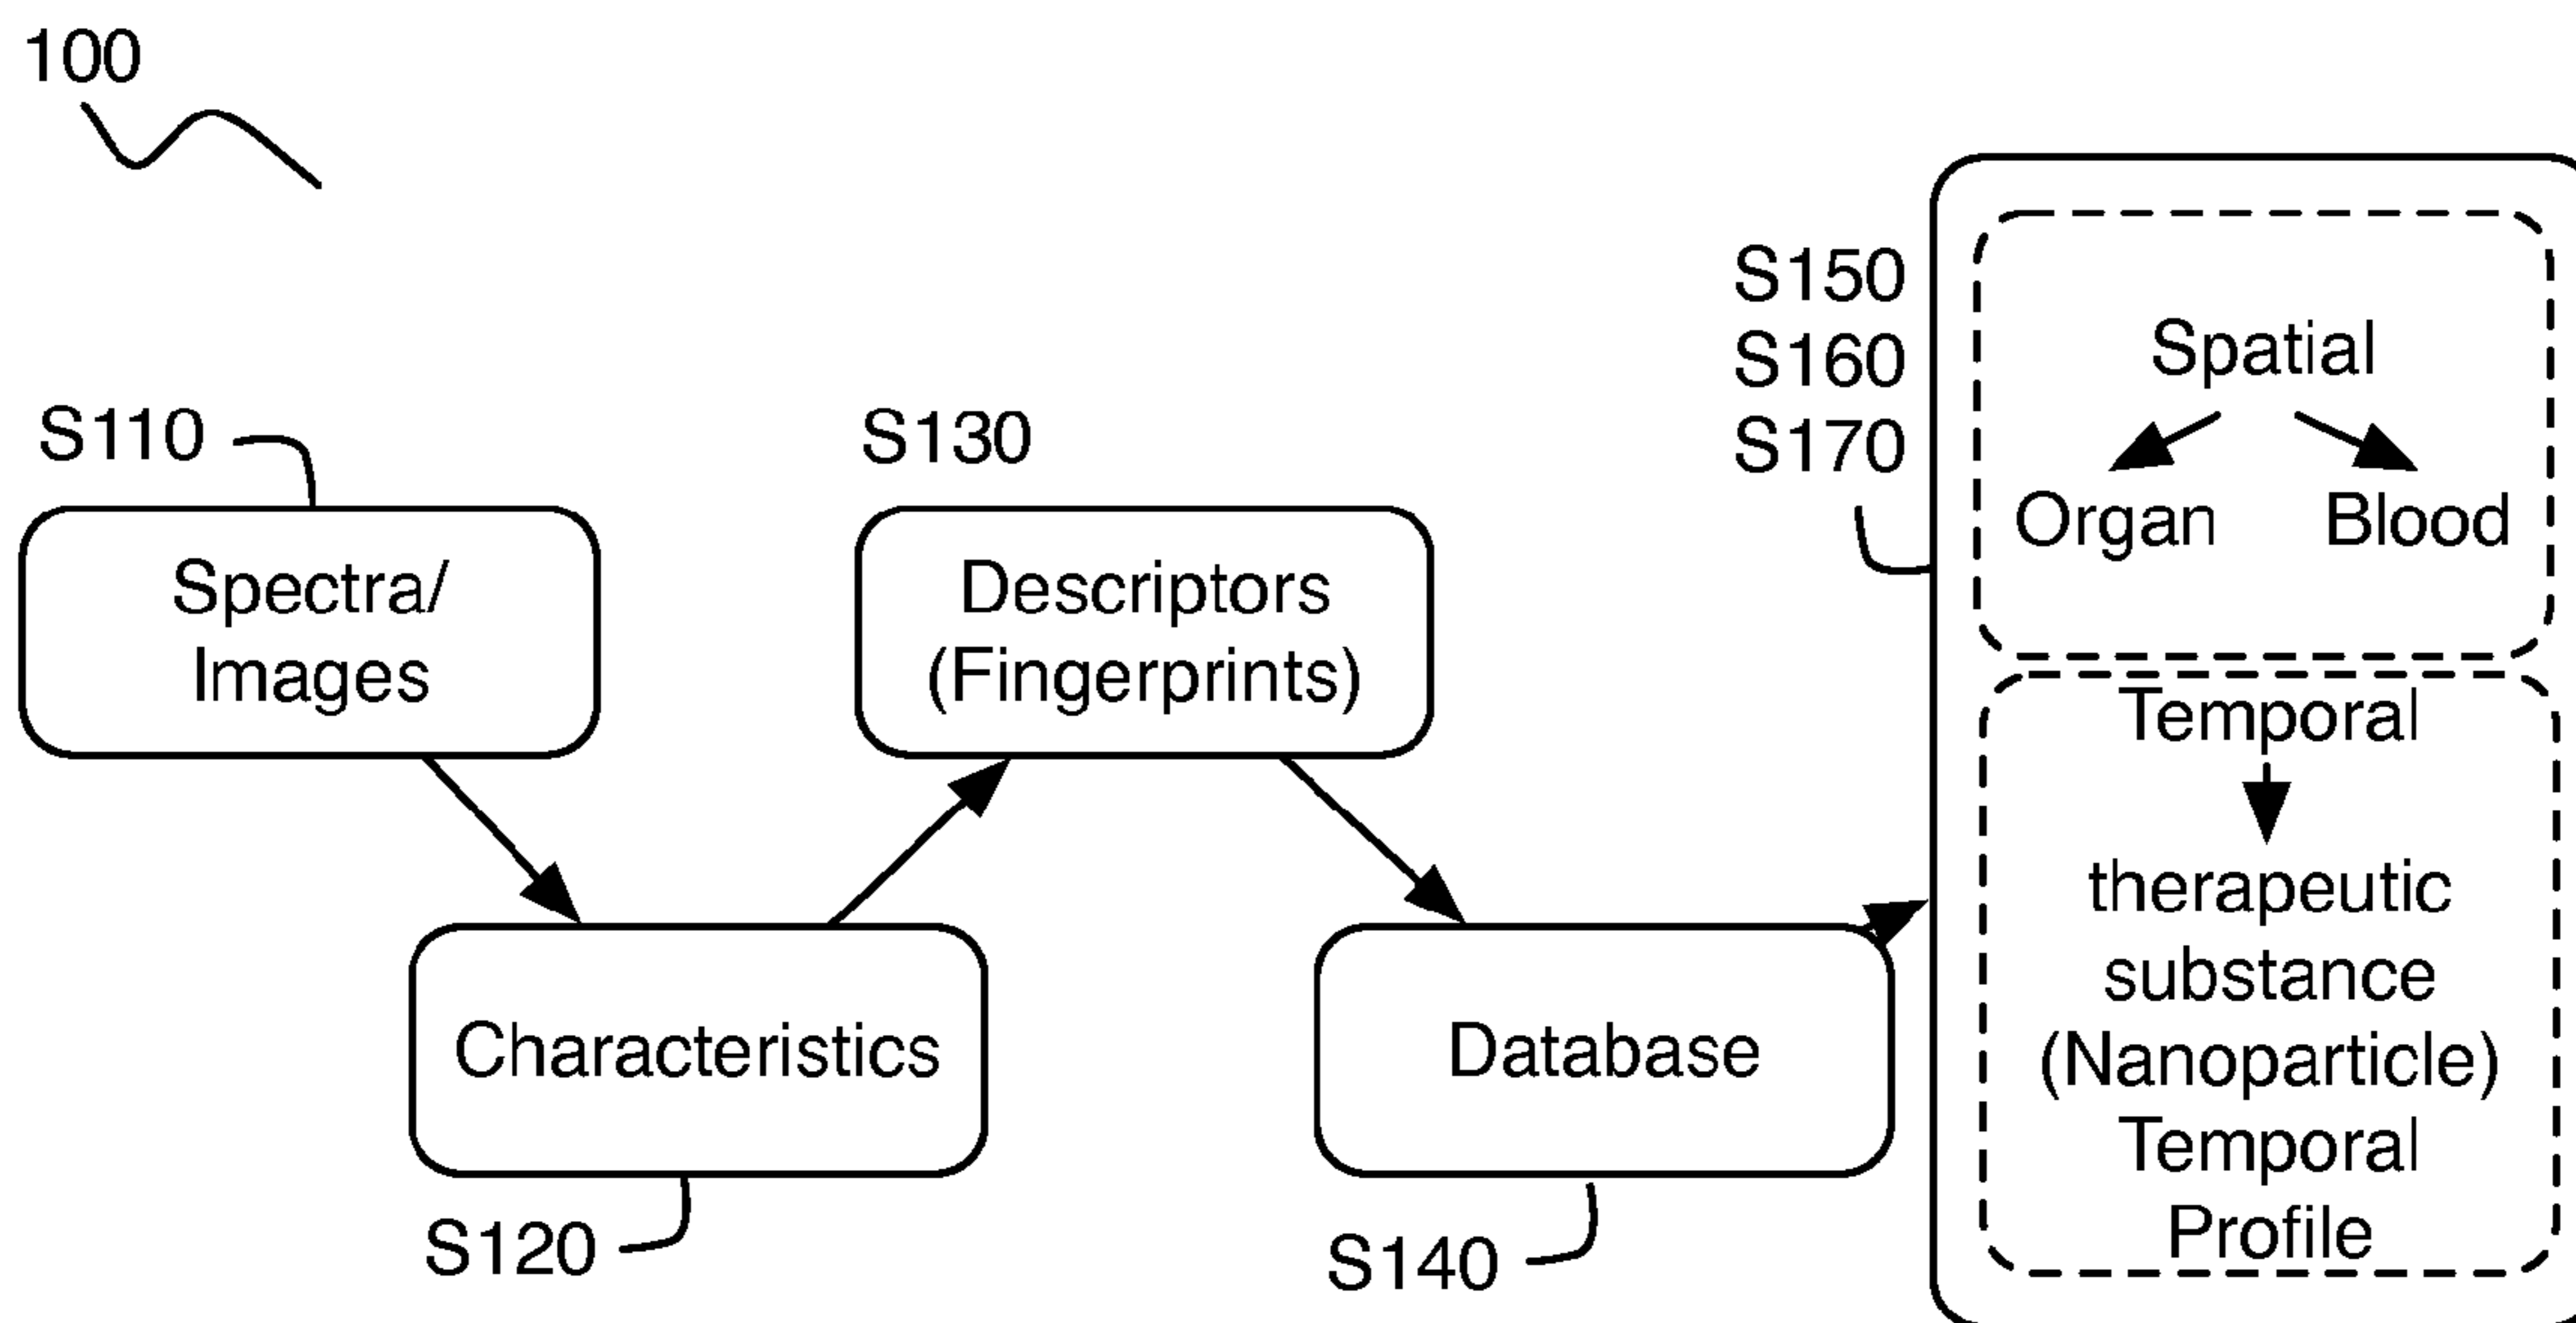 100
S110
Spectra/
Images
S120
Characteristics
S130
Descriptors
(Fingerprints)
S140
Database
S150
S160
S170
Spatial
Organ
Blood
Temporal
therapeutic
substance
(Nanoparticle)
Temporal
Profile